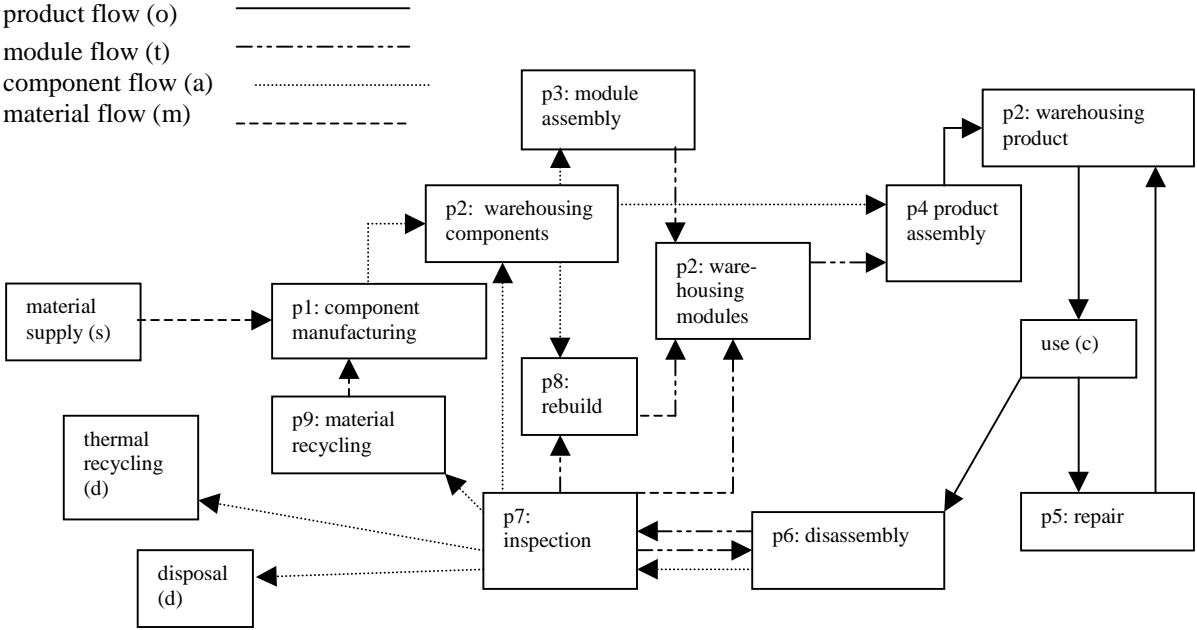 product flow (o)
module flow (t)
component flow (a)
material flow (m)
p3: module
assembly
p2: warehousing
product
p2: warehousing
components
p4 product
assembly
p2: ware-
housing
modules
material
supply (s)
p1: component
manufacturing
use (c)
p8:
rebuild
p9: material
recycling
thermal
recycling
(d)
p7:
inspection
p6: disassembly
p5: repair
disposal
(d)